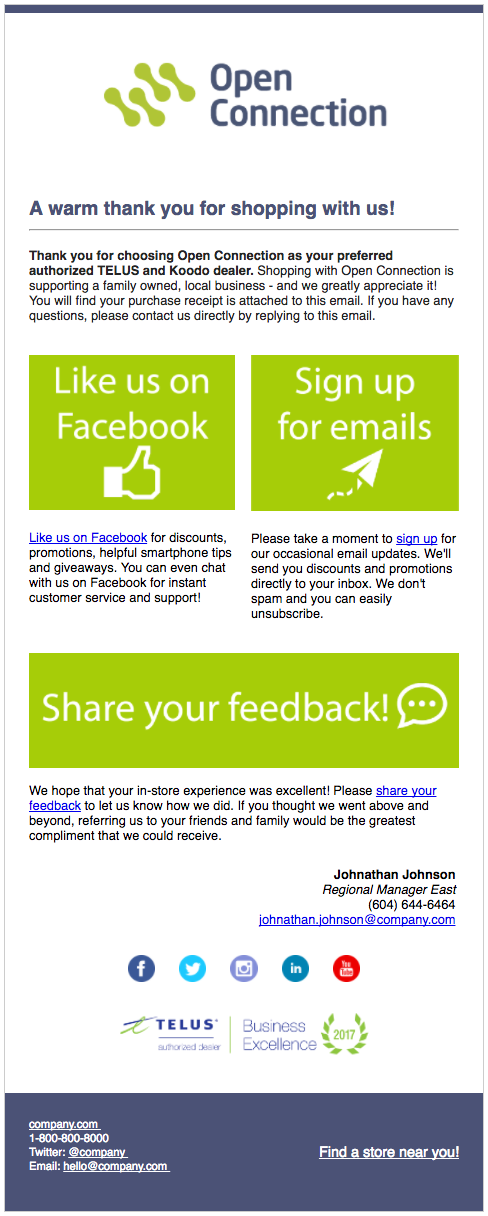 Open
Connection
A warm thank you for shopping with us!
Thank you for choosing Open Connection as your preferred
authorized TELUS and Koodo dealer. Shopping with Open Connection is
supporting a family owned, local business - and we greatly appreciate it!
You will find your purchase receipt is attached to this email. If you have any
questions, please contact us directly by replying to this email.
Like us on
Facebook
Sign up
for emails
Like us on Facebook for discounts,
promotions, helpful smartphone tips
and giveaways. You can even chat
with us on Facebook for instant
customer service and support!
Please take a moment to sign up for
our occasional email updates. We'll
send you discounts and promotions
directly to your inbox. We don't
spam and you can easily
unsubscribe.
Share your feedback!
We hope that your in-store experience was excellent! Please share your
feedback to let us know how we did. If you thought we went above and
beyond, referring us to your friends and family would be the greatest
compliment that we could receive.
Johnathan Johnson
Regional Manager East
(604) 644-6464
johnathan.johnson@company.com
f
in
You
Tube
TELUS®
authorized dealer
Business
Excellence
2017
company.com
1-800-800-8000
Twitter: @company
Email: hello@company.com
Find a store near you!